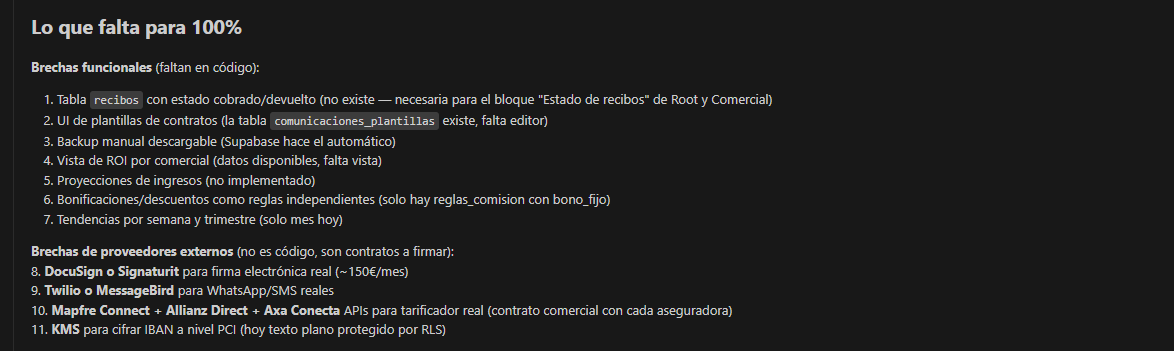 Lo que falta para 100%
Brechas funcionales (faltan en código):
1. Tabla recibos con estado cobrado/devuelto (no existe — necesaria para el bloque "Estado de recibos" de Root y Comercial)
2. UI de plantillas de contratos (la tabla comunicaciones_plantillas existe, falta editor)
3. Backup manual descargable (Supabase hace el automático)
4. Vista de ROI por comercial (datos disponibles, falta vista)
5. Proyecciones de ingresos (no implementado)
6. Bonificaciones/descuentos como reglas independientes (solo hay reglas_comision con bono_fijo)
7. Tendencias por semana y trimestre (solo mes hoy)
Brechas de proveedores externos (no es código, son contratos a firmar):
8. DocuSign o Signaturit para firma electrónica real (~150€/mes)
9. Twilio o MessageBird para WhatsApp/SMS reales
10. Mapfre Connect + Allianz Direct + Axa Conecta APIs para tarificador real (contrato comercial con cada aseguradora)
11. KMS para cifrar IBAN a nivel PCI (hoy texto plano protegido por RLS)